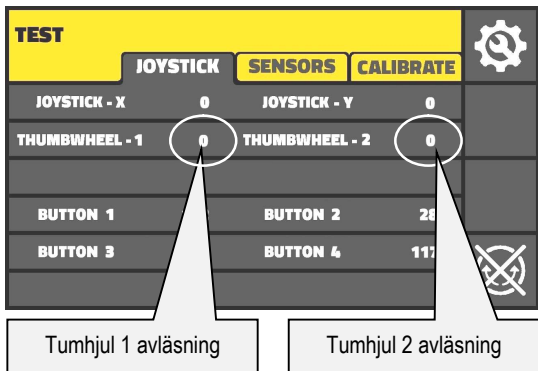 TEST
JOYSTICK SENSORS CALIBRATE
JOYSTICK - X 0 JOYSTICK - Y 0
THUMBWHEEL - 1 0 THUMBWHEEL - 2 0
BUTTON 1 BUTTON 2 28
BUTTON 3 BUTTON 4
Tumhjul 1 avläsning Tumhjul 2 avläsning